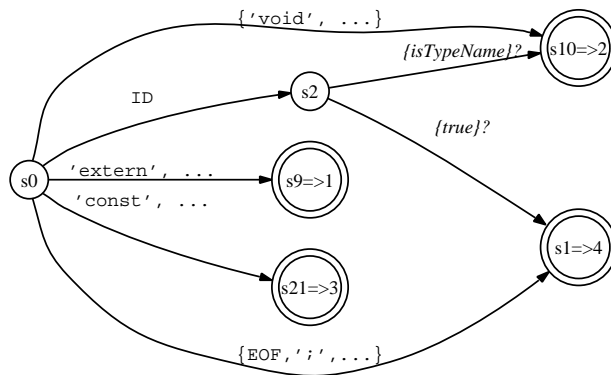 {'void', ...}
s10=>2
{isTypeName}?
ID
s2
{true}?
s0
'extern', ...
s9=>1
'const', ...
s1=>4
s21=>3
{EOF,';',...}